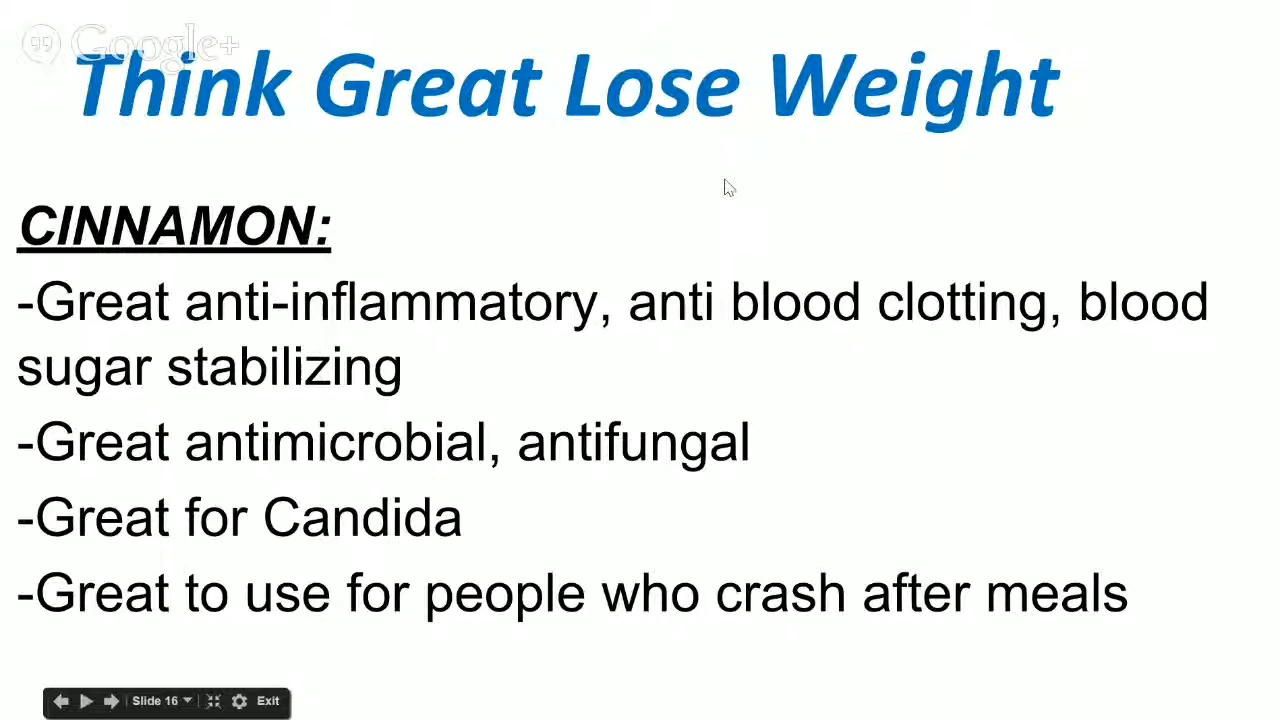 Google+
Think Great Lose Weight
CINNAMON:
-Great anti-inflammatory, anti blood clotting, blood
sugar stabilizing
-Great antimicrobial, antifungal
-Great for Candida
-Great to use for people who crash after meals
Slide 16 Exit